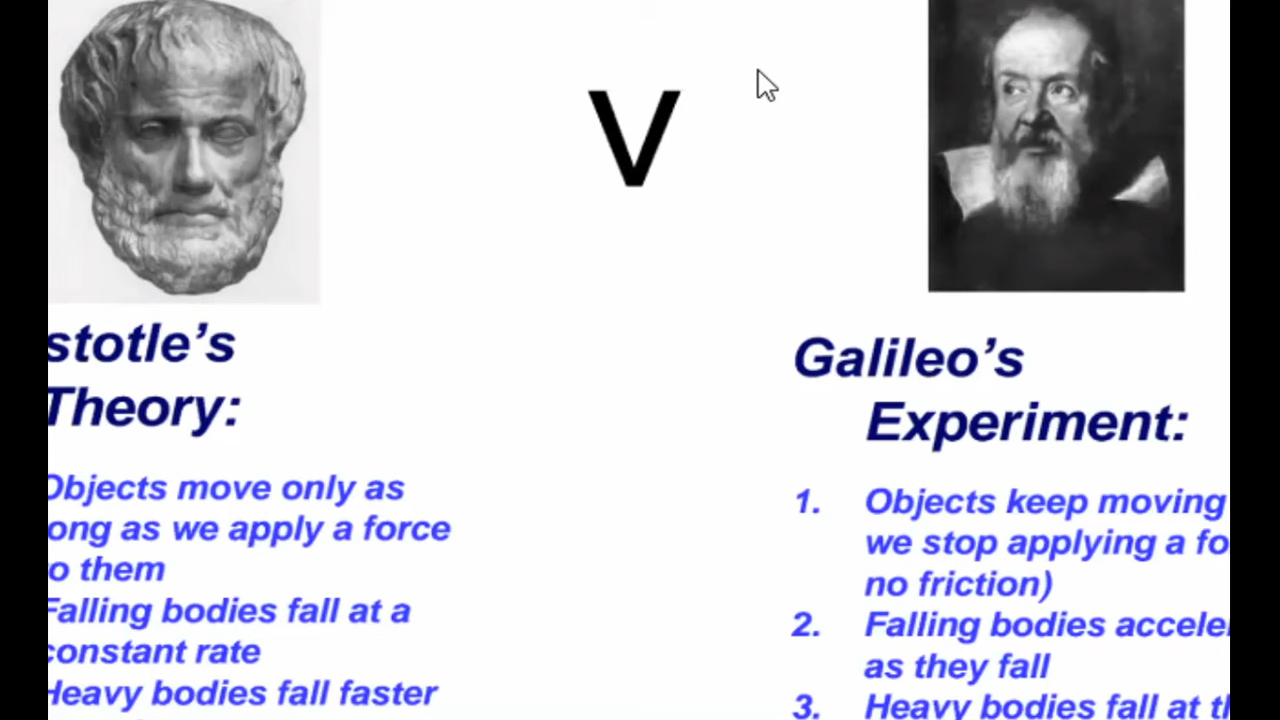 V
stotle’s
Theory:
Objects move only as
ong as we apply a force
o them
Falling bodies fall at a
constant rate
Heavy bodies fall faster
Galileo’s
Experiment:
1. Objects keep moving
we stop applying a fo
no friction)
2. Falling bodies accele
as they fall
3. Heavy bodies fall at th